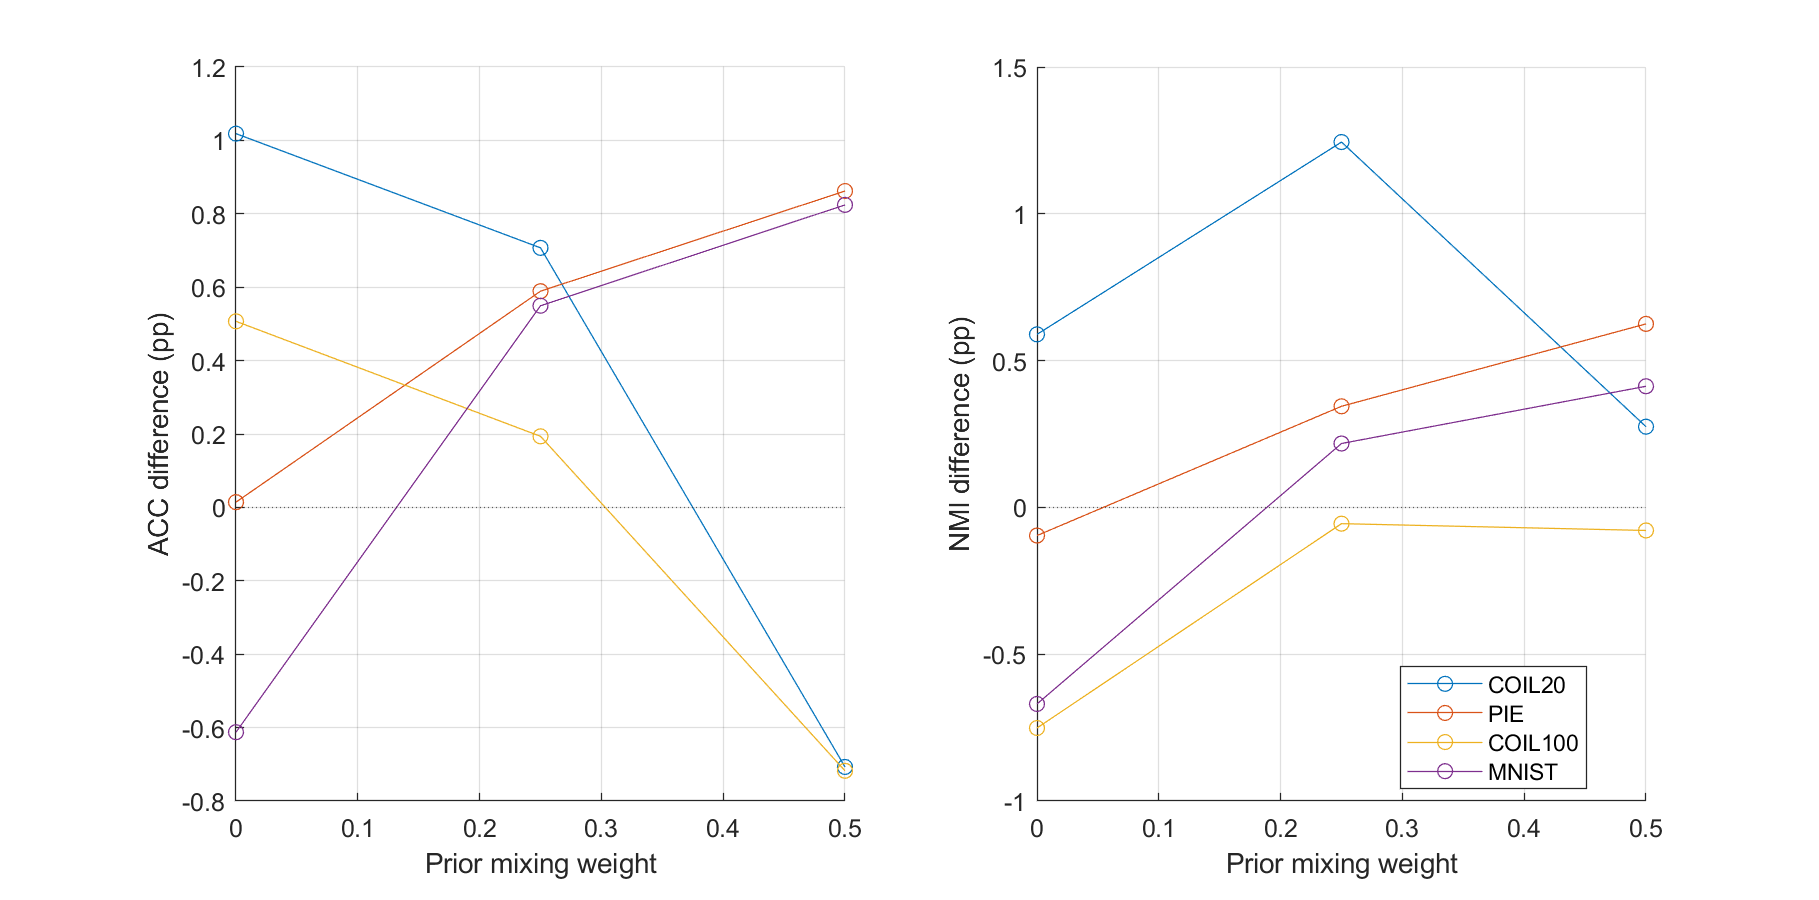 1.2
1
0.8
0.6
0.4
0.2
0
-0.2
-0.4
-0.6
-0.8
0 0.1 0.2 0.3 0.4 0.5
Prior mixing weight
ACC difference (pp)
1.5
1
0.5
0
-0.5
-1
0 0.1 0.2 0.3 0.4 0.5
Prior mixing weight
NMI difference (pp)
COIL20
PIE
COIL100
MNIST